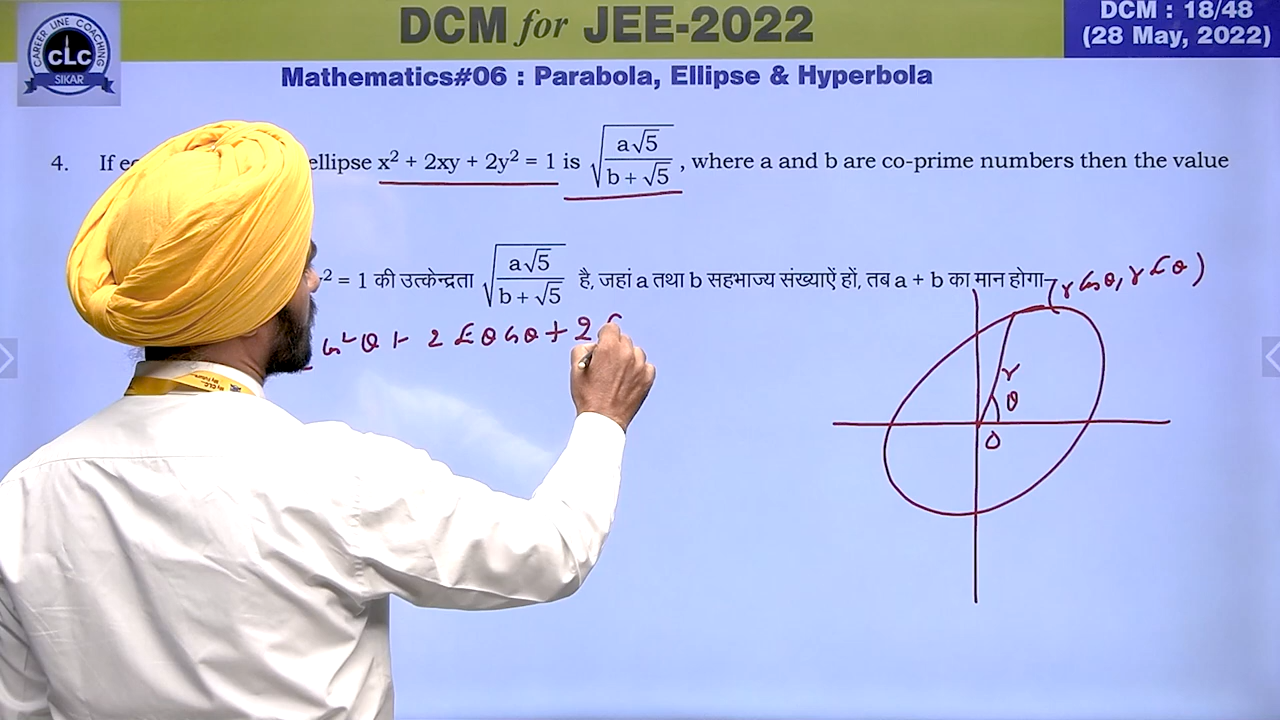 DCM for JEE-2022
DCM : 18/48
(28 May, 2022)
CAREER LINE COACHING
CLC
SIKAR
Mathematics#06 : Parabola, Ellipse & Hyperbola
4. If ellipse x² + 2xy + 2y² = 1 is √(a√5 / b + √5), where a and b are co-prime numbers then the value
² = 1 की उत्केन्द्रता √(a√5 / b + √5) है, जहां a तथा b सहभाज्य संख्याऐं हों, तब a + b का मान होगा-
r
θ
O